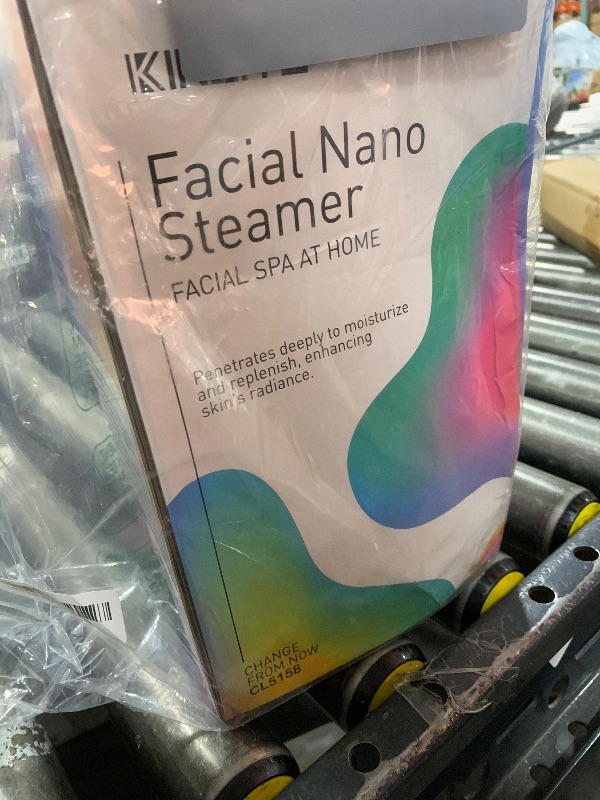 Facial Nano
Steamer
FACIAL SPA AT HOME
Penetrates deeply to moisturize
and replenish, enhancing
skin's radiance.
CHANGE
FROM NOW
CL5158